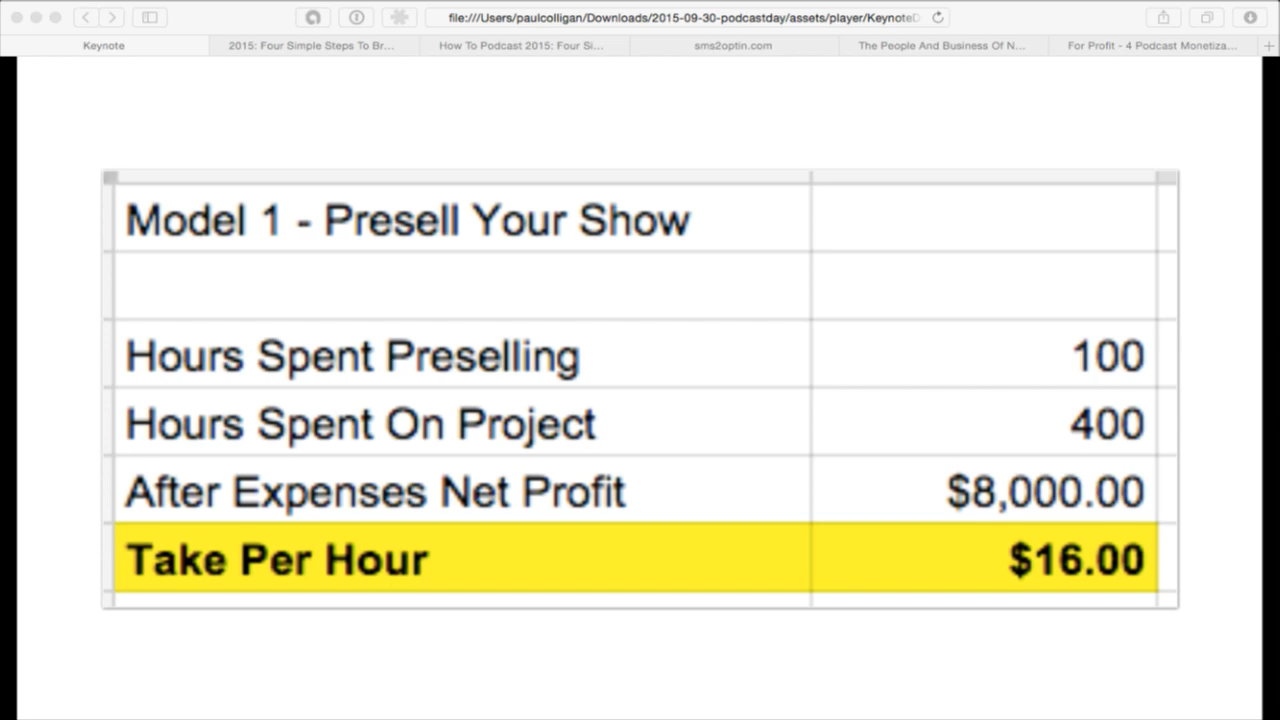 file:///Users/paulcolligan/Downloads/2015-09-30-podcastday/assets/player/KeynoteD
Keynote
2015: Four Simple Steps To Br...
How To Podcast 2015: Four Si...
sms2optin.com
The People And Business Of N...
For Profit - 4 Podcast Monetiza...
Model 1 - Presell Your Show
Hours Spent Preselling 100
Hours Spent On Project 400
After Expenses Net Profit $8,000.00
Take Per Hour $16.00